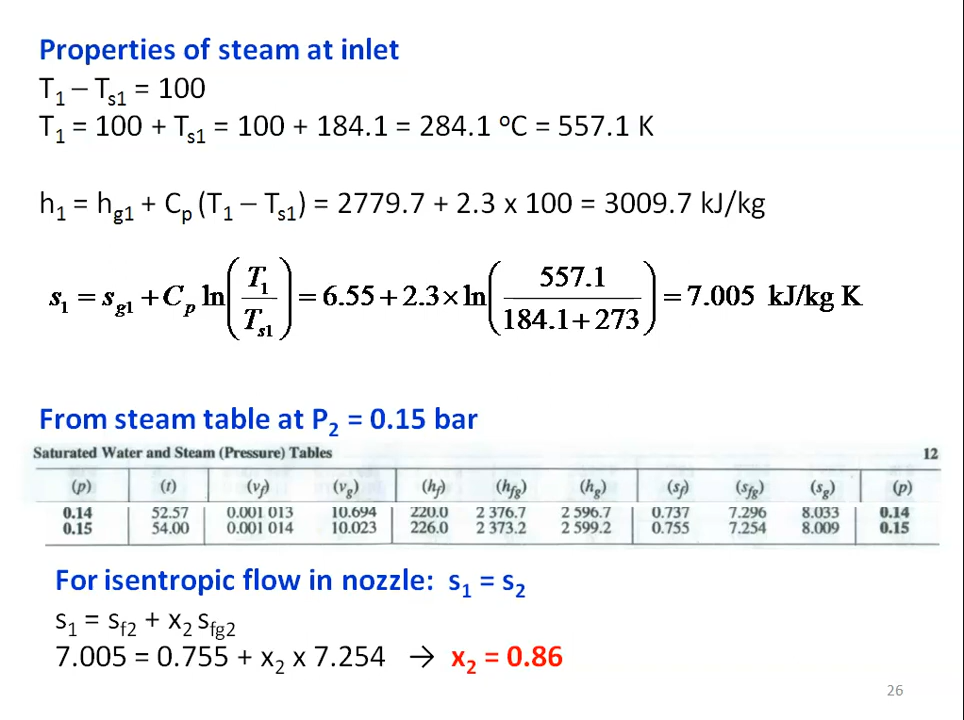 Properties of steam at inlet
T1 – Ts1 = 100
T1 = 100 + Ts1 = 100 + 184.1 = 284.1 ºC = 557.1 K
h1 = hg1 + Cp (T1 – Ts1) = 2779.7 + 2.3 x 100 = 3009.7 kJ/kg
s1 = sg1 + Cp ln(T1/Ts1) = 6.55 + 2.3 × ln(557.1/(184.1+273)) = 7.005 kJ/kg K
From steam table at P2 = 0.15 bar
Saturated Water and Steam (Pressure) Tables 12
(p) (t) (vf) (vg) (hf) (hfg) (hg) (sf) (sfg) (sg) (p)
0.14 52.57 0.001 013 10.694 220.0 2 376.7 2 596.7 0.737 7.296 8.033 0.14
0.15 54.00 0.001 014 10.023 226.0 2 373.2 2 599.2 0.755 7.254 8.009 0.15
For isentropic flow in nozzle: s1 = s2
s1 = sf2 + x2 sfg2
7.005 = 0.755 + x2 x 7.254 → x2 = 0.86
26